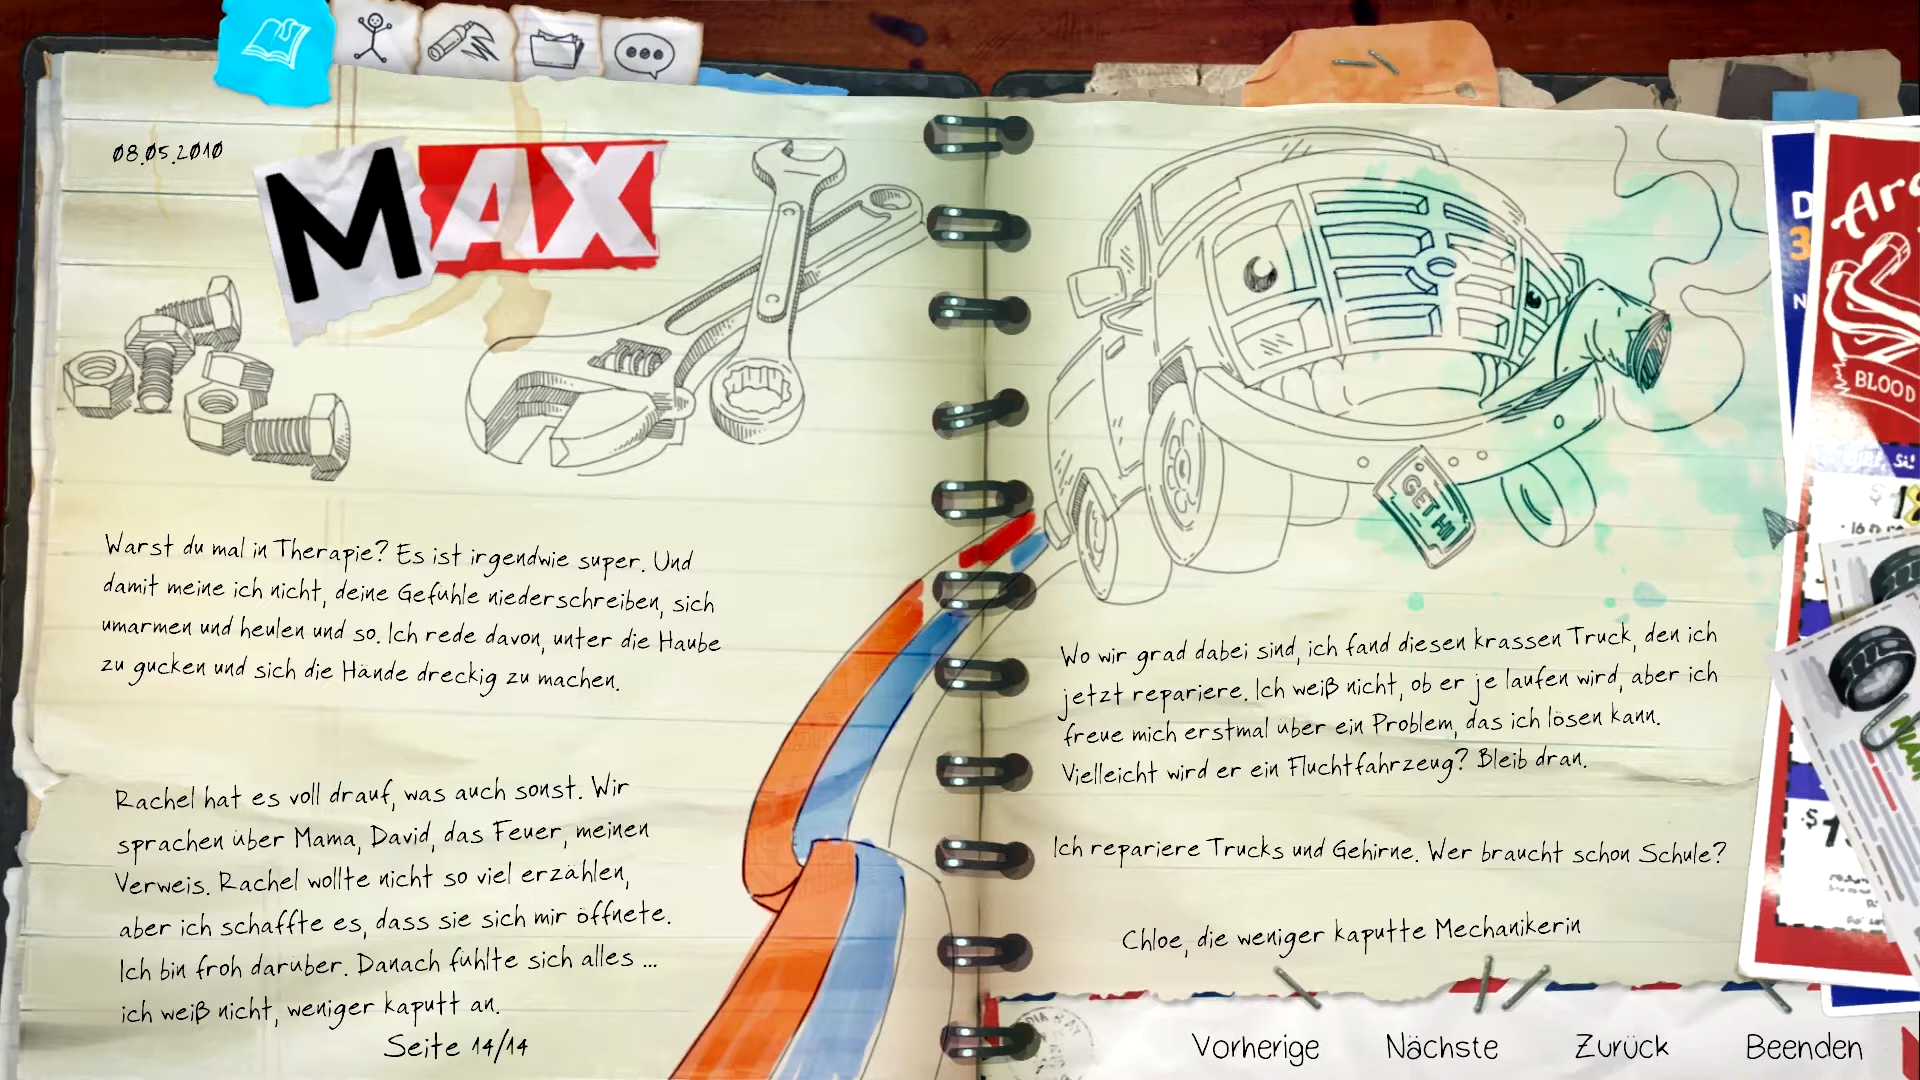 08.05.2010
MAX
Warst du mal in Therapie? Es ist irgendwie super. Und
damit meine ich nicht, deine Gefühle niederschreiben, sich
umarmen und heulen und so. Ich rede davon, unter die Haube
zu gucken und sich die Hände dreckig zu machen.
Rachel hat es voll drauf, was auch sonst. Wir
sprachen über Mama, David, das Feuer, meinen
Verweis. Rachel wollte nicht so viel erzählen,
aber ich schaffte es, dass sie sich mir öffnete.
Ich bin froh darüber. Danach fühlte sich alles ...
ich weiß nicht, weniger kaputt an.
Seite 14/14
GET HI
Wo wir grad dabei sind, ich fand diesen krassen Truck, den ich
jetzt repariere. Ich weiß nicht, ob er je laufen wird, aber ich
freue mich erstmal über ein Problem, das ich lösen kann.
Vielleicht wird er ein Fluchtfahrzeug? Bleib dran.
Ich repariere Trucks und Gehirne. Wer braucht schon Schule?
Chloe, die weniger kaputte Mechanikerin
BLOOD
Vorherige
Nächste
Zurück
Beenden